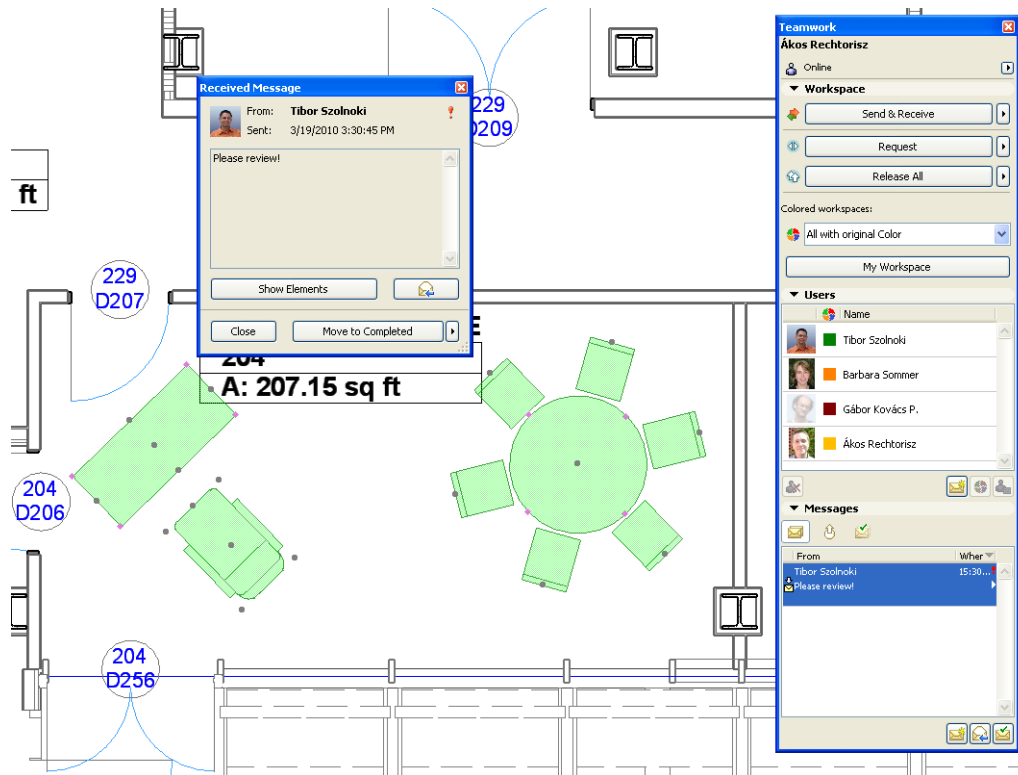 ft
229
D207
204
D206
204
D256
229
D209
E
204
A: 207.15 sq ft
Received Message
From: Tibor Szolnoki
Sent: 3/19/2010 3:30:45 PM
Please review!
Show Elements
Close
Move to Completed
Teamwork
Ákos Rechtorisz
Online
Workspace
Send & Receive
Request
Release All
Colored workspaces:
All with original Color
My Workspace
Users
Name
Tibor Szolnoki
Barbara Sommer
Gábor Kovács P.
Ákos Rechtorisz
Messages
From Wher
Tibor Szolnoki 15:30...
Please review!